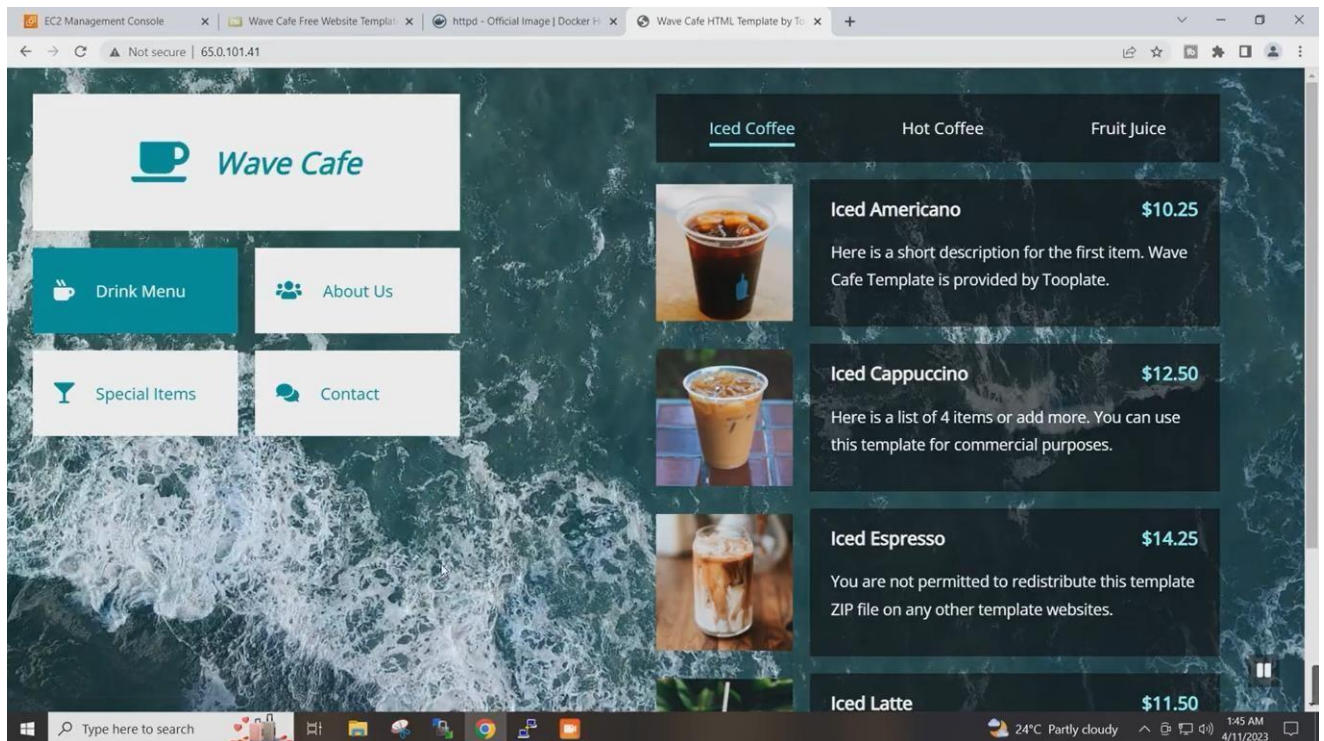 EC2 Management Console
Wave Cafe Free Website Templat
httpd - Official Image | Docker H
Wave Cafe HTML Template by To
Not secure | 65.0.101.41
Wave Cafe
Drink Menu
About Us
Special Items
Contact
Iced Coffee
Hot Coffee
Fruit Juice
Iced Americano $10.25
Here is a short description for the first item. Wave
Cafe Template is provided by Tooplate.
Iced Cappuccino $12.50
Here is a list of 4 items or add more. You can use
this template for commercial purposes.
Iced Espresso $14.25
You are not permitted to redistribute this template
ZIP file on any other template websites.
Iced Latte $11.50
Type here to search
24°C Partly cloudy
1:45 AM
4/11/2023